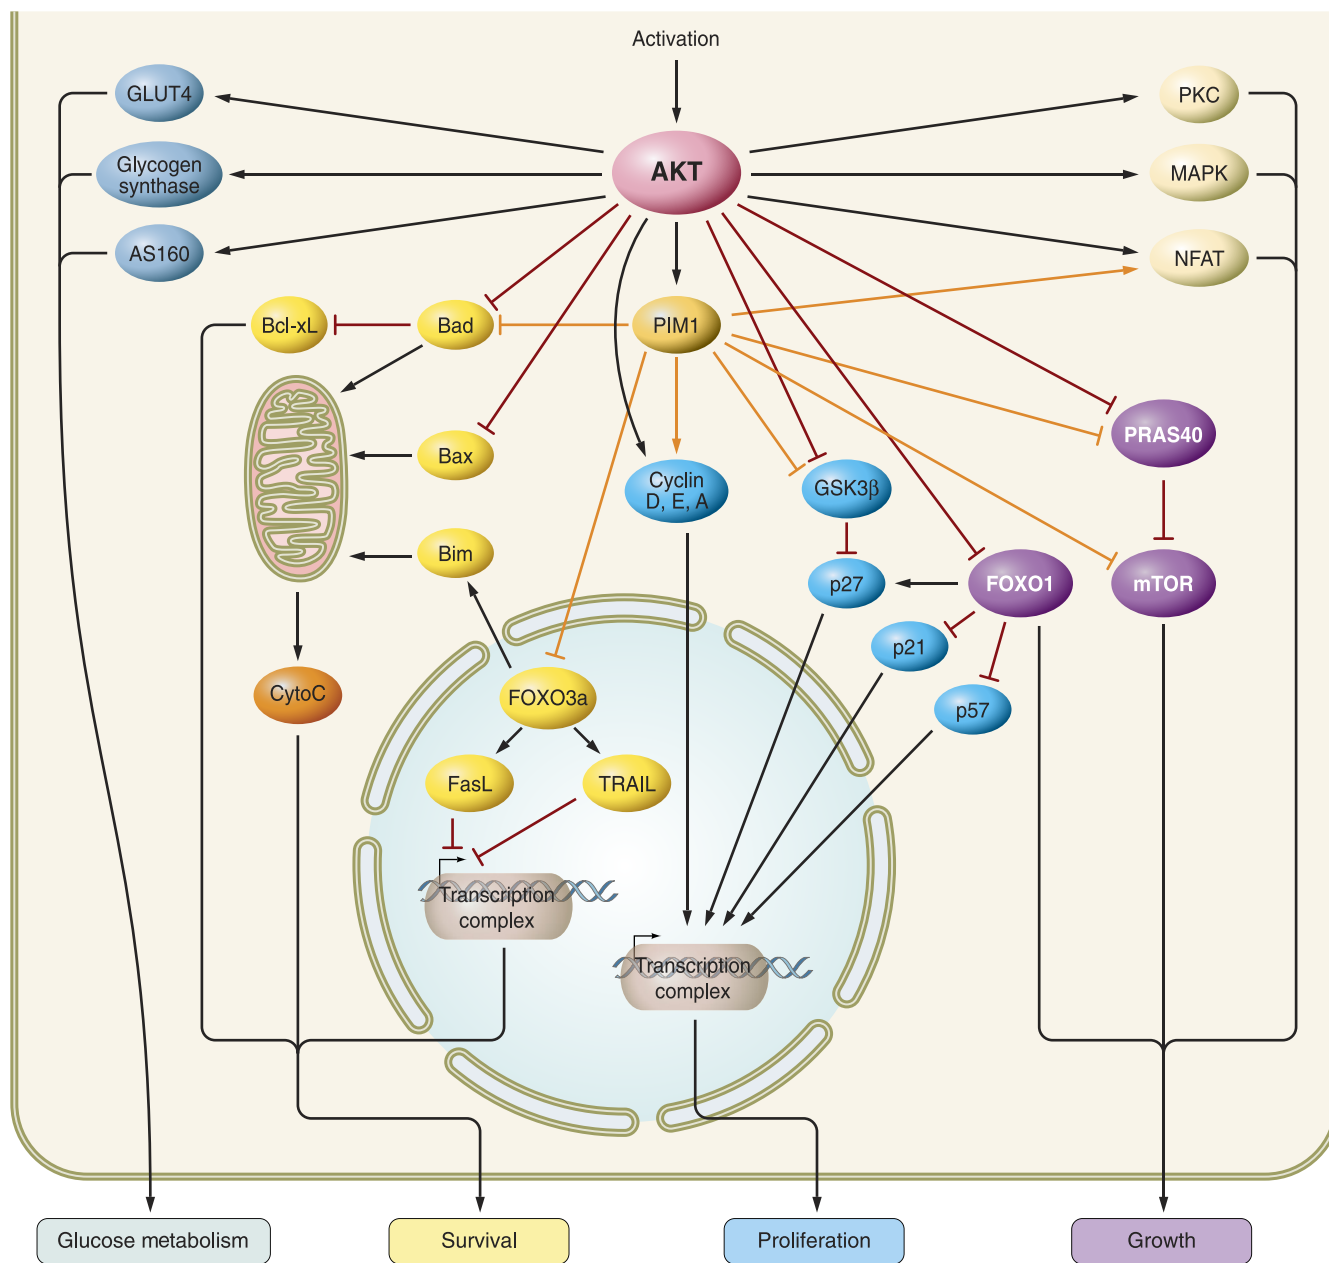 Activation
GLUT4
PKC
AKT
Glycogen
synthase
MAPK
AS160
NFAT
Bcl-xL
Bad
PIM1
PRAS40
Bax
Cyclin
D, E, A
GSK3β
Bim
p27
FOXO1
mTOR
p21
CytoC
FOXO3a
p57
FasL
TRAIL
Transcription
complex
Transcription
complex
Glucose metabolism
Survival
Proliferation
Growth